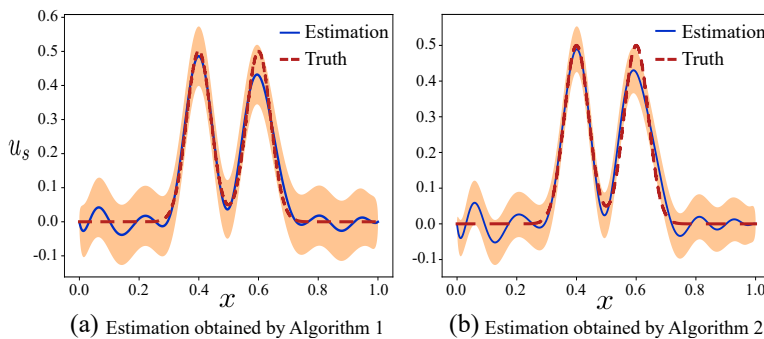 0.6
0.5
0.4
0.3
0.2
0.1
0.0
-0.1
u_s
Estimation
Truth
0.0 0.2 0.4 0.6 0.8 1.0
x
(a) Estimation obtained by Algorithm 1
0.5
0.4
0.3
0.2
0.1
0.0
-0.1
Estimation
Truth
0.0 0.2 0.4 0.6 0.8 1.0
x
(b) Estimation obtained by Algorithm 2